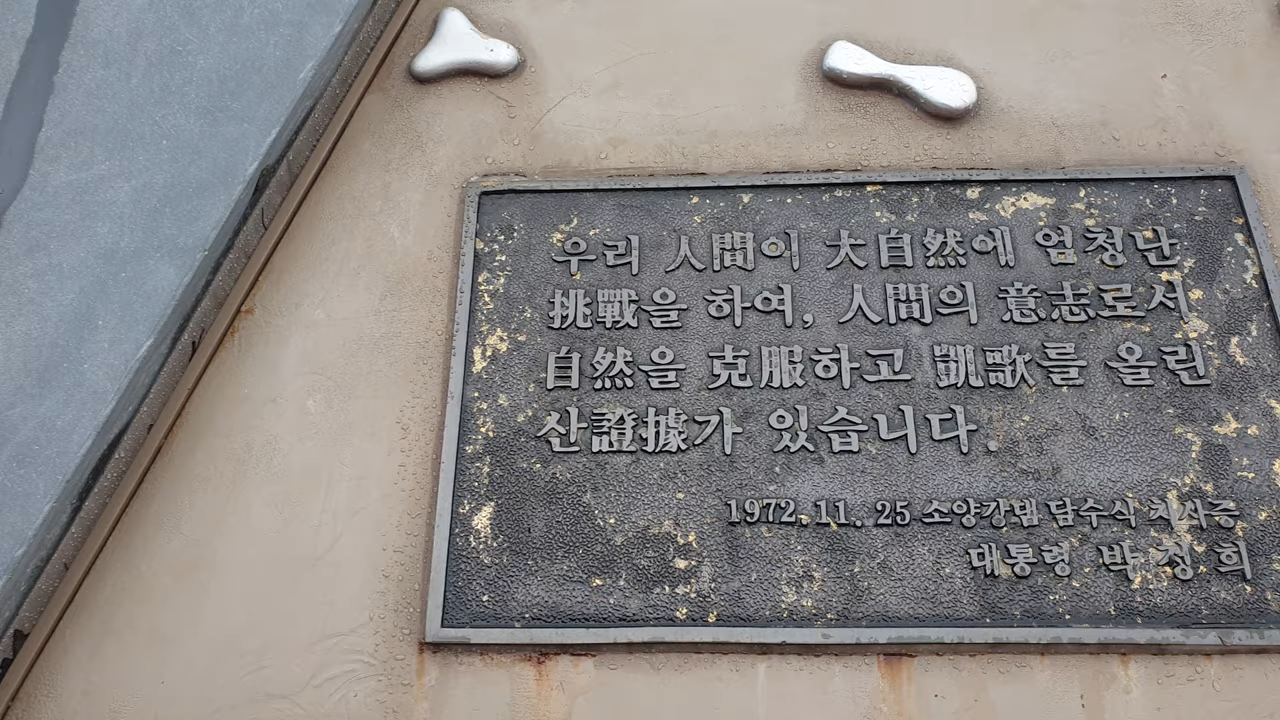 우리 人間이 大自然에 엄청난
挑戰을 하여, 人間의 意志로서
自然을 克服하고 凱歌를 올린
산證據가 있습니다.
1972.11.25 소양강댐 담수식 치사중
대통령 박정희